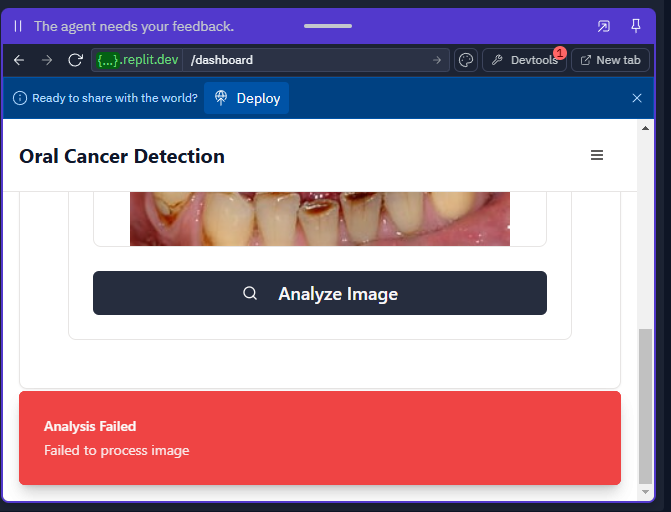 The agent needs your feedback.
{...}.replit.dev /dashboard
Devtools 1
New tab
Ready to share with the world? Deploy
Oral Cancer Detection
Analyze Image
Analysis Failed
Failed to process image